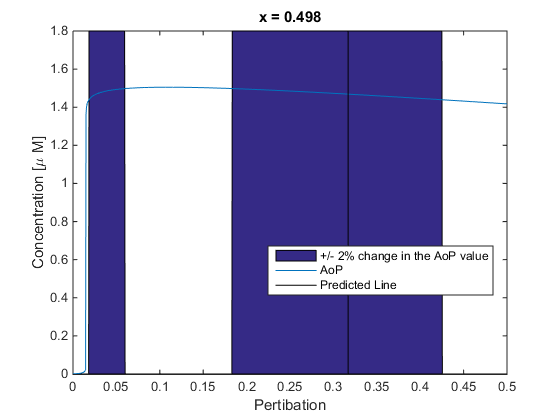 x = 0.498
1.8
1.6
1.4
1.2
1
0.8
0.6
0.4
0.2
0
Concentration [μ M]
+/- 2% change in the AoP value
AoP
Predicted Line
0 0.05 0.1 0.15 0.2 0.25 0.3 0.35 0.4 0.45 0.5
Pertibation